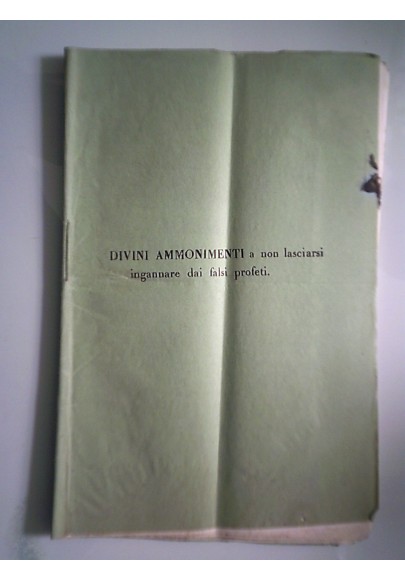 DIVINI AMMONIMENTI a non lasciarsi
ingannare dai falsi profeti.